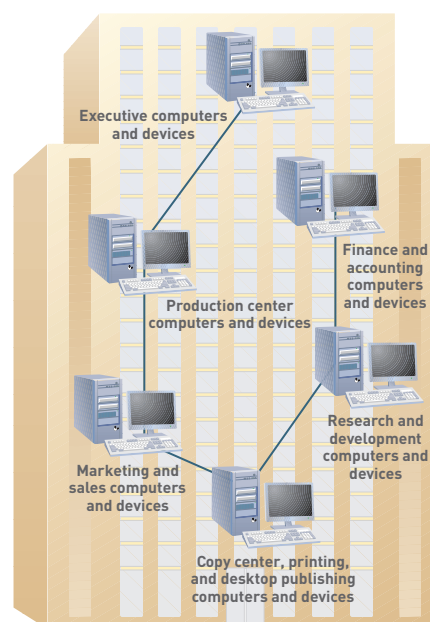 Executive computers
and devices
Finance and
accounting
computers
and devices
Production center
computers and devices
Research and
development
computers and
devices
Marketing and
sales computers
and devices
Copy center, printing,
and desktop publishing
computers and devices